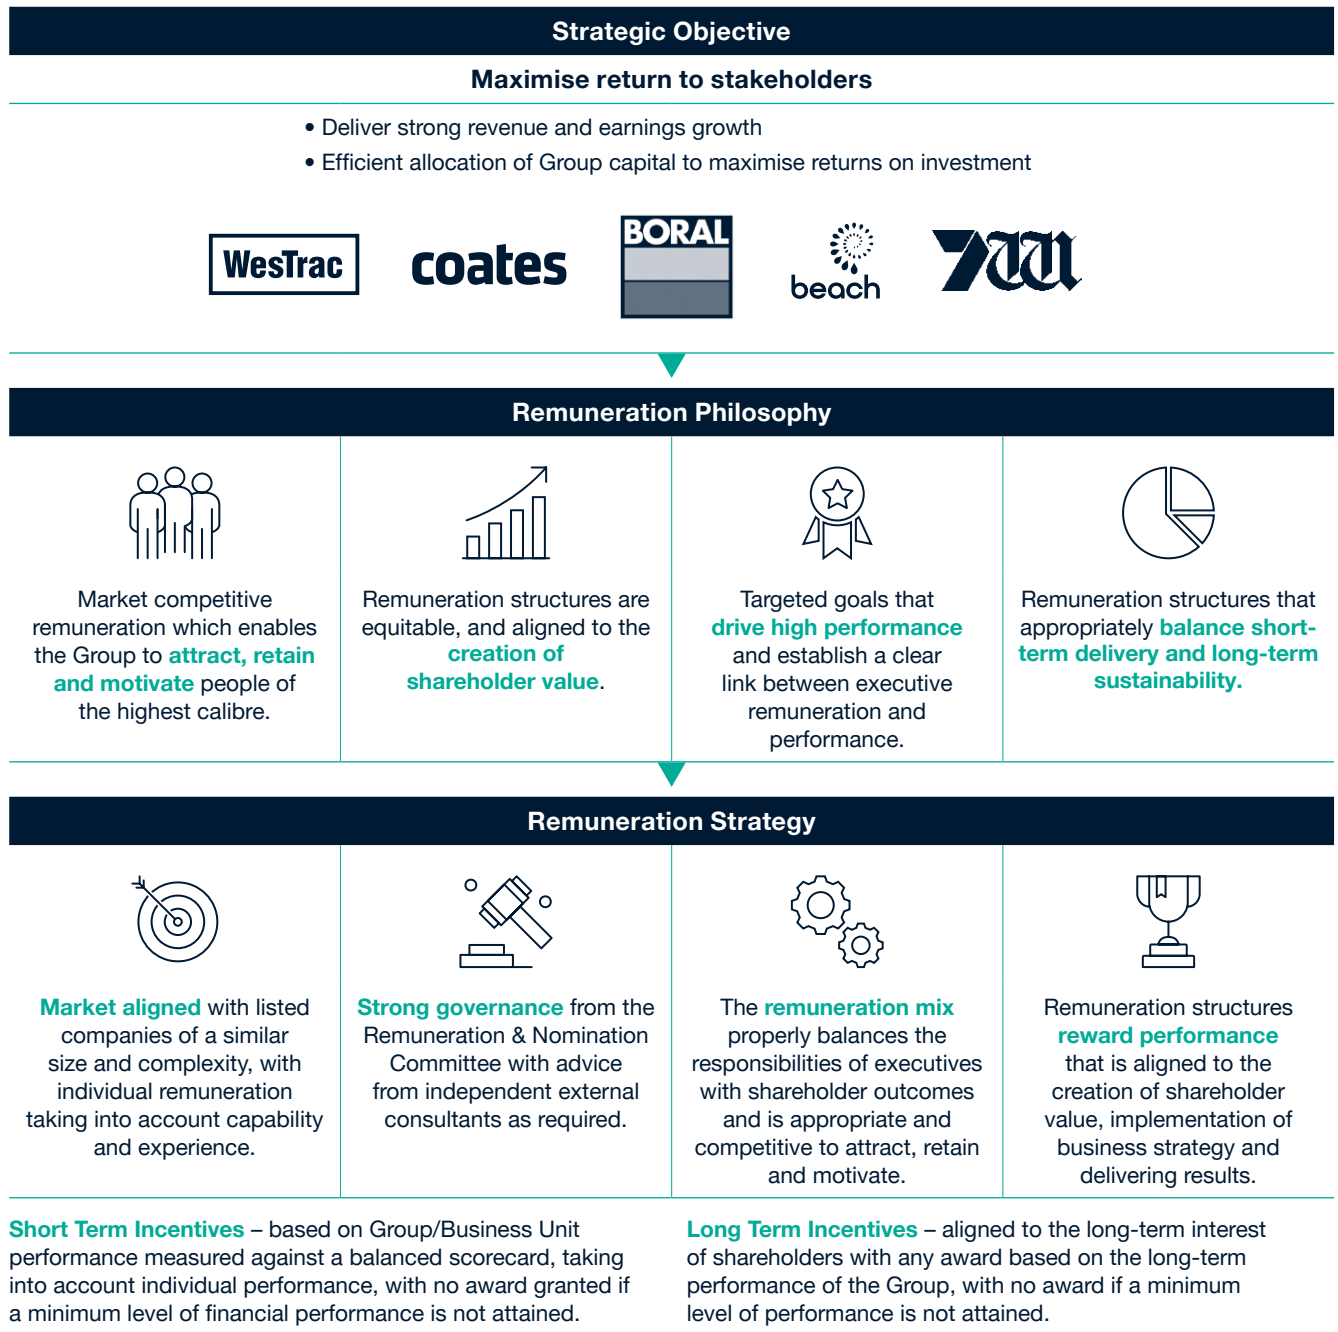 Strategic Objective
Maximise return to stakeholders
• Deliver strong revenue and earnings growth
• Efficient allocation of Group capital to maximise returns on investment
WesTrac
coates
BORAL
beach
7
Remuneration Philosophy
Market competitive
remuneration which enables
the Group to attract, retain
and motivate people of
the highest calibre.
Remuneration structures are
equitable, and aligned to the
creation of
shareholder value.
Targeted goals that
drive high performance
and establish a clear
link between executive
remuneration and
performance.
Remuneration structures that
appropriately balance short-
term delivery and long-term
sustainability.
Remuneration Strategy
Market aligned with listed
companies of a similar
size and complexity, with
individual remuneration
taking into account capability
and experience.
Strong governance from the
Remuneration & Nomination
Committee with advice
from independent external
consultants as required.
The remuneration mix
properly balances the
responsibilities of executives
with shareholder outcomes
and is appropriate and
competitive to attract, retain
and motivate.
Remuneration structures
reward performance
that is aligned to the
creation of shareholder
value, implementation of
business strategy and
delivering results.
Short Term Incentives – based on Group/Business Unit
performance measured against a balanced scorecard, taking
into account individual performance, with no award granted if
a minimum level of financial performance is not attained.
Long Term Incentives – aligned to the long-term interest
of shareholders with any award based on the long-term
performance of the Group, with no award if a minimum
level of performance is not attained.